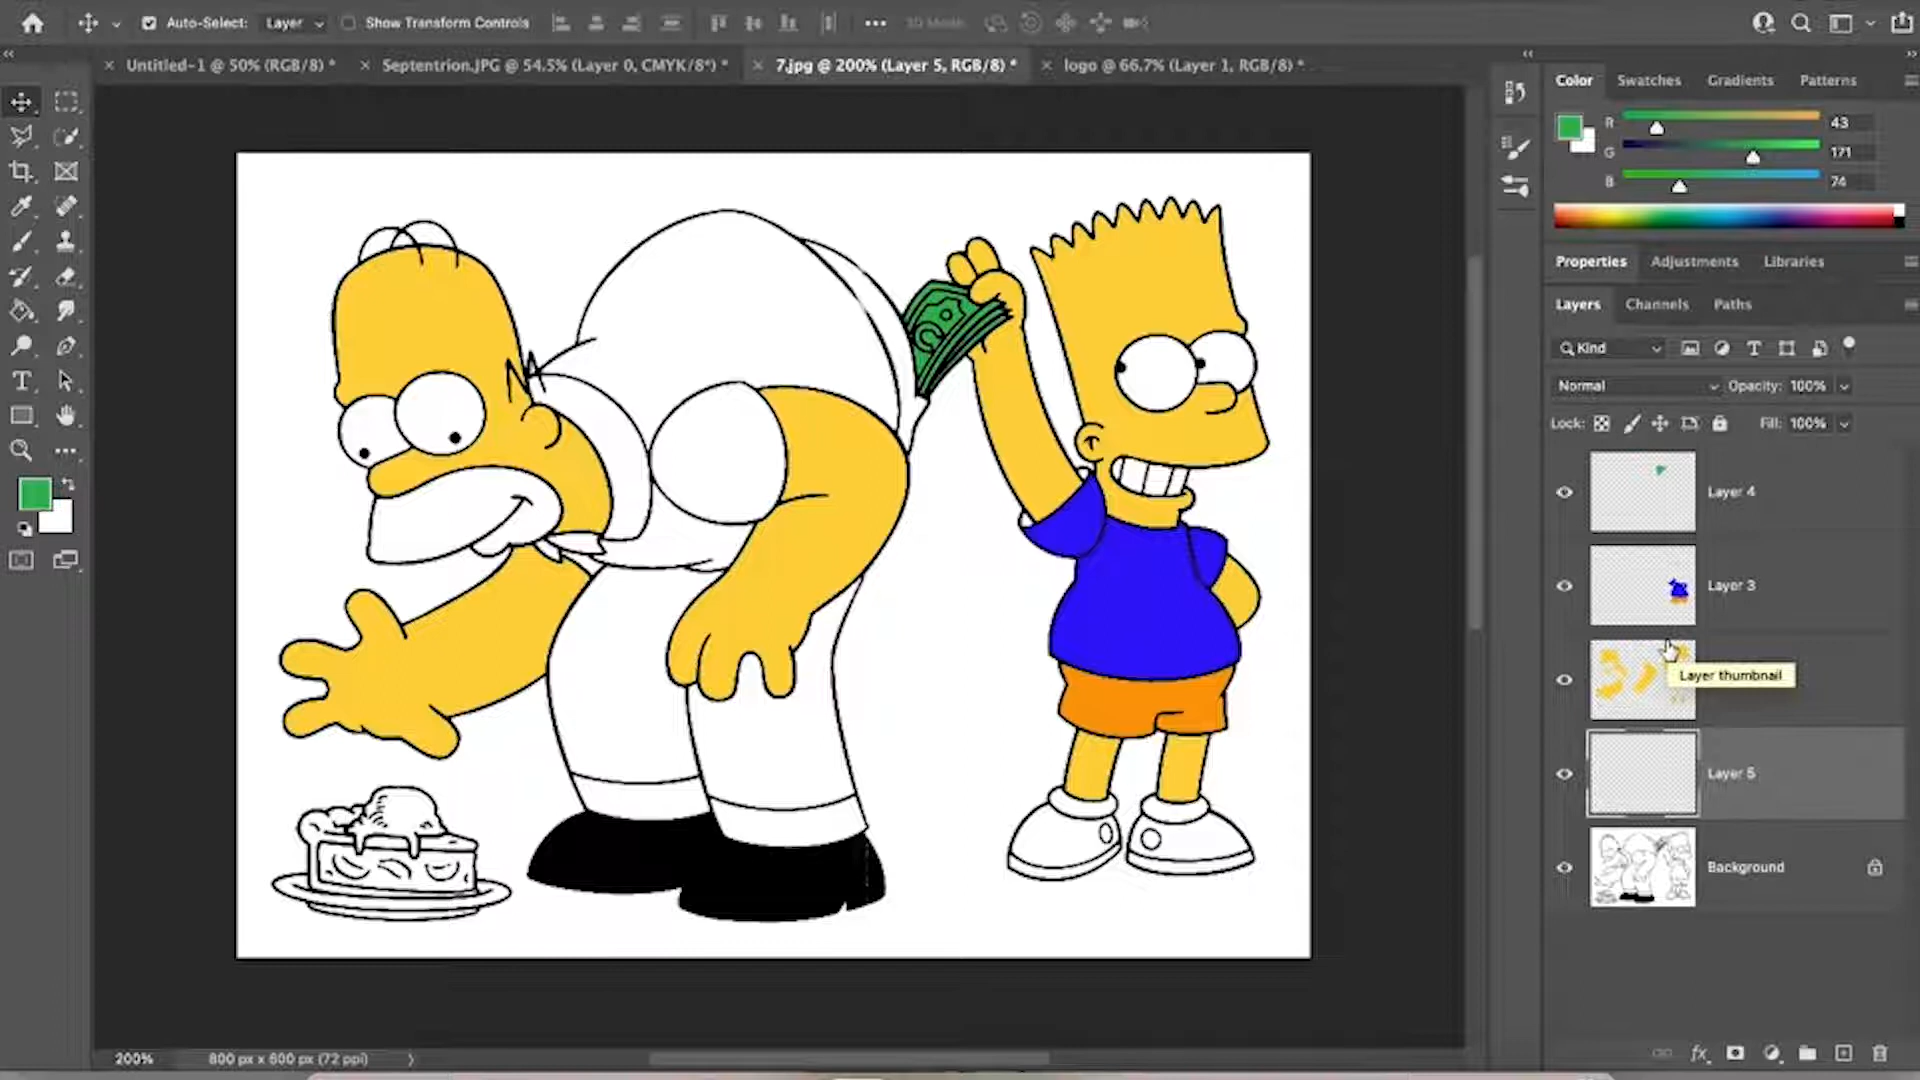 Auto-Select: Layer Show Transform Controls 3D Mode:
Untitled-1 @ 50% (RGB/8) * Septentrion.JPG @ 54.5% (Layer 0, CMYK/8*) * 7.jpg @ 200% (Layer 5, RGB/8) * logo @ 66.7% (Layer 1, RGB/8) *
Color Swatches Gradients Patterns
R 43
G 171
B 74
Properties Adjustments Libraries
Layers Channels Paths
Kind
Normal Opacity: 100%
Lock: Fill: 100%
Layer 4
Layer 3
Layer thumbnail
Layer 5
Background
fx
200% 800 px x 600 px (72 ppi)